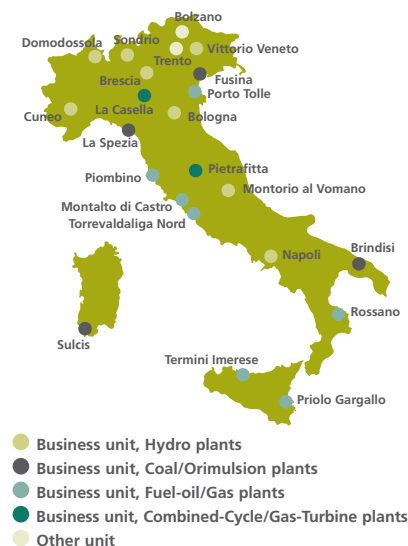 Bolzano
Sondrio
Domodossola
Vittorio Veneto
Trento
Fusina
Brescia
Porto Tolle
La Casella
Cuneo
Bologna
La Spezia
Pietrafitta
Piombino
Montorio al Vomano
Montalto di Castro
Torrevaldaliga Nord
Brindisi
Napoli
Rossano
Sulcis
Termini Imerese
Priolo Gargallo
Business unit, Hydro plants
Business unit, Coal/Orimulsion plants
Business unit, Fuel-oil/Gas plants
Business unit, Combined-Cycle/Gas-Turbine plants
Other unit